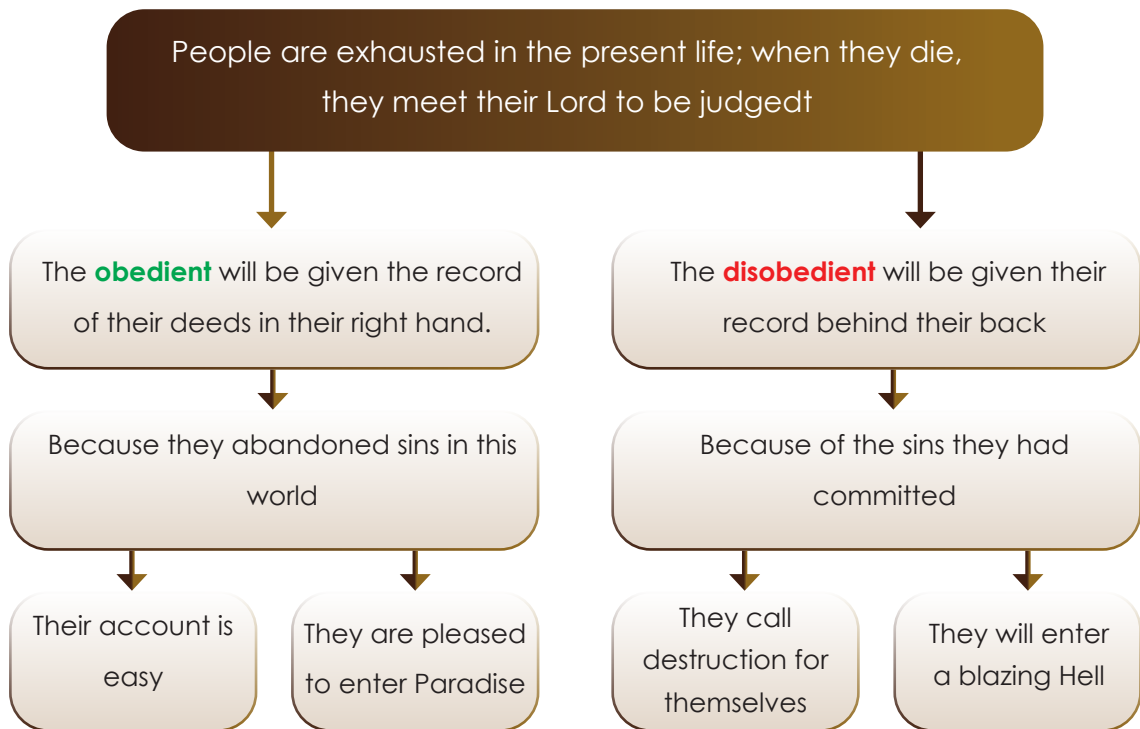 People are exhausted in the present life; when they die,
they meet their Lord to be judgedt
The obedient will be given the record
of their deeds in their right hand.
The disobedient will be given their
record behind their back
Because they abandoned sins in this
world
Because of the sins they had
committed
Their account is
easy
They are pleased
to enter Paradise
They call
destruction for
themselves
They will enter
a blazing Hell